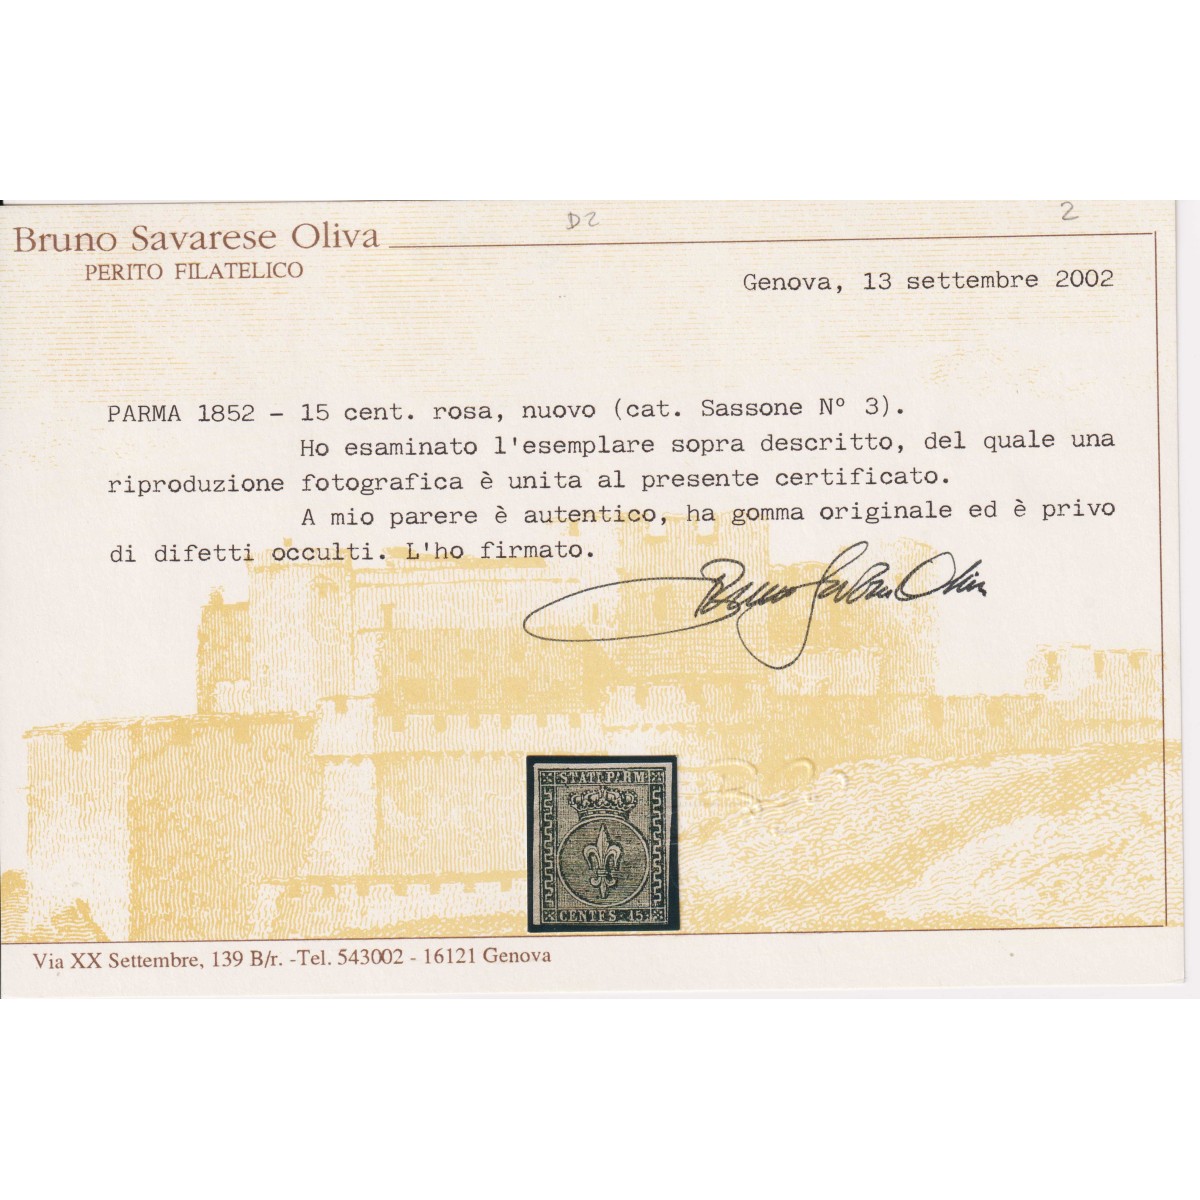 D2
2
Bruno Savarese Oliva
PERITO FILATELICO
Genova, 13 settembre 2002
PARMA 1852 - 15 cent. rosa, nuovo (cat. Sassone N° 3).
Ho esaminato l'esemplare sopra descritto, del quale una
riproduzione fotografica è unita al presente certificato.
A mio parere è autentico, ha gomma originale ed è privo
di difetti occulti. L'ho firmato.
Bruno Savarese Oliva
STATI PARM
CENTES. 15
Via XX Settembre, 139 B/r. -Tel. 543002 - 16121 Genova